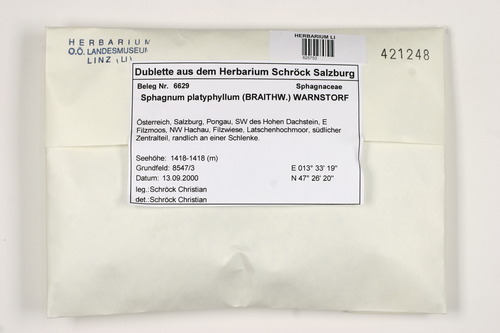 HERBARIUM
O.Ö. LANDESMUSEUM
LINZ (LI)
HERBARIUM LI
421248
Dublette aus dem Herbarium Schröck Salzburg
Beleg Nr. 6629 Sphagnaceae
Sphagnum platyphyllum (BRAITHW.) WARNSTORF
Österreich, Salzburg, Pongau, SW des Hohen Dachstein, E
Filzmoos, NW Hachau, Filzwiese, Latschenhochmoor, südlicher
Zentralteil, randlich an einer Schlenke.
Seehöhe: 1418-1418 (m)
Grundfeld: 8547/3 E 013° 33' 19"
Datum: 13.09.2000 N 47° 26' 20"
leg.:Schröck Christian
det.:Schröck Christian